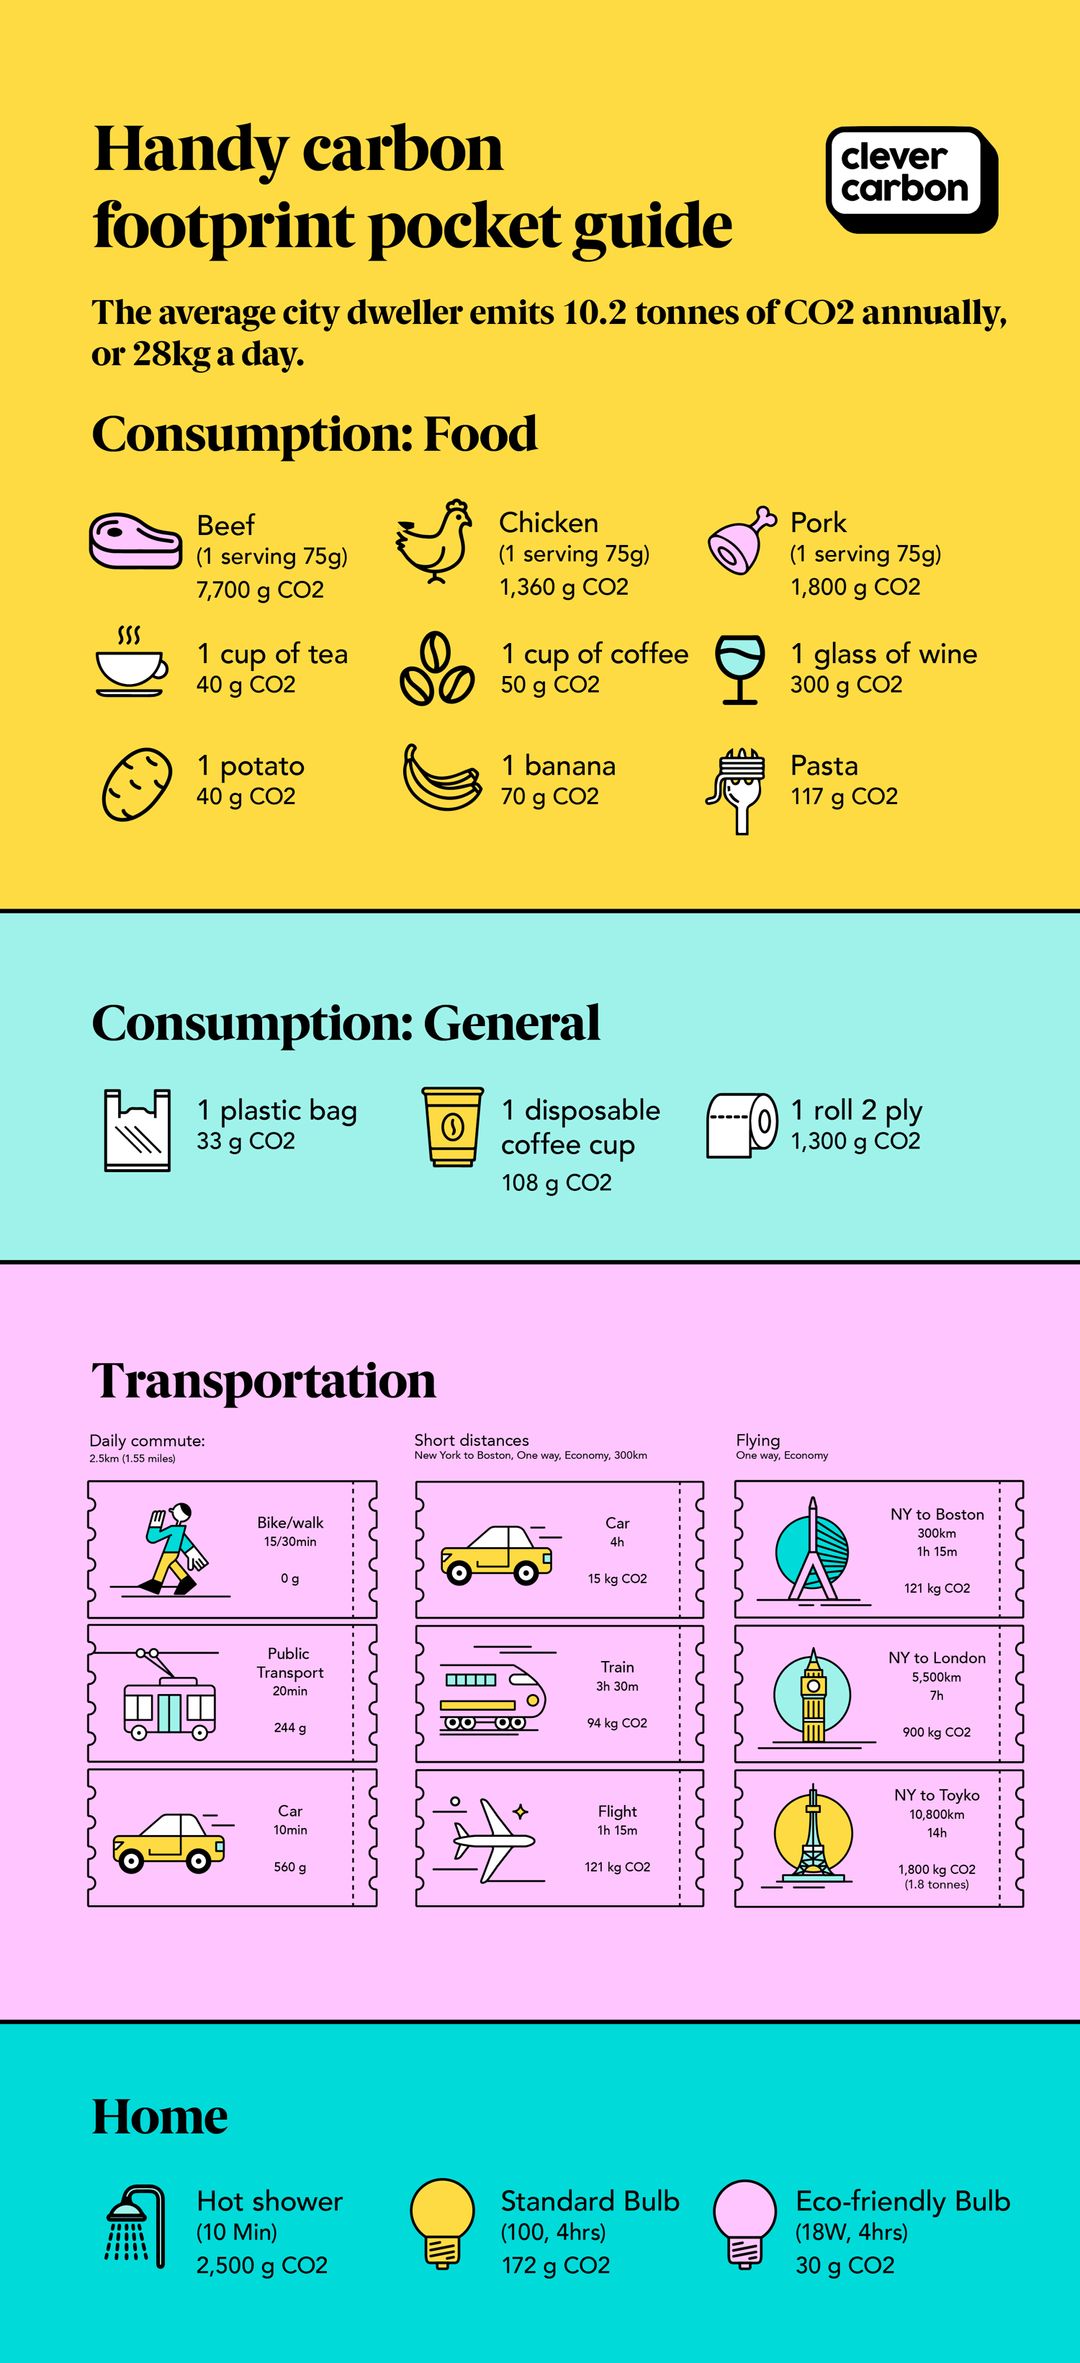 Handy carbon
footprint pocket guide
clever
carbon
The average city dweller emits 10.2 tonnes of CO2 annually,
or 28kg a day.
Consumption: Food
Beef
(1 serving 75g)
7,700 g CO2
Chicken
(1 serving 75g)
1,360 g CO2
Pork
(1 serving 75g)
1,800 g CO2
1 cup of tea
40 g CO2
1 cup of coffee
50 g CO2
1 glass of wine
300 g CO2
1 potato
40 g CO2
1 banana
70 g CO2
Pasta
117 g CO2
Consumption: General
1 plastic bag
33 g CO2
1 disposable
coffee cup
108 g CO2
1 roll 2 ply
1,300 g CO2
Transportation
Daily commute:
2.5km (1.55 miles)
Bike/walk
15/30min
0 g
Public
Transport
20min
244 g
Car
10min
560 g
Short distances
New York to Boston, One way, Economy, 300km
Car
4h
15 kg CO2
Train
3h 30m
94 kg CO2
Flight
1h 15m
121 kg CO2
Flying
One way, Economy
NY to Boston
300km
1h 15m
121 kg CO2
NY to London
5,500km
7h
900 kg CO2
NY to Toyko
10,800km
14h
1,800 kg CO2
(1.8 tonnes)
Home
Hot shower
(10 Min)
2,500 g CO2
Standard Bulb
(100, 4hrs)
172 g CO2
Eco-friendly Bulb
(18W, 4hrs)
30 g CO2